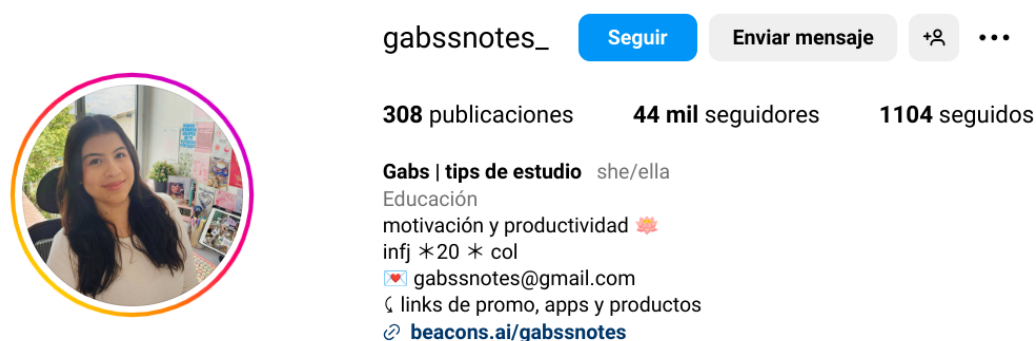 gabssnotes_ Seguir Enviar mensaje
308 publicaciones 44 mil seguidores 1104 seguidos
Gabs | tips de estudio she/ella
Educación
motivación y productividad 🪷
infj ＊20 ＊ col
💌 gabssnotes@gmail.com
⤹ links de promo, apps y productos
beacons.ai/gabssnotes